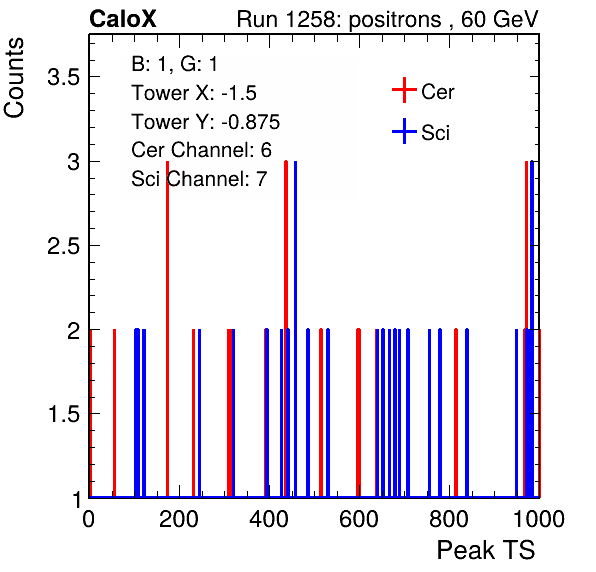 CaloX Run 1258: positrons , 60 GeV
Counts
B: 1, G: 1
Tower X: -1.5
Tower Y: -0.875
Cer Channel: 6
Sci Channel: 7
Cer
Sci
3.5
3
2.5
2
1.5
1
0 200 400 600 800 1000
Peak TS